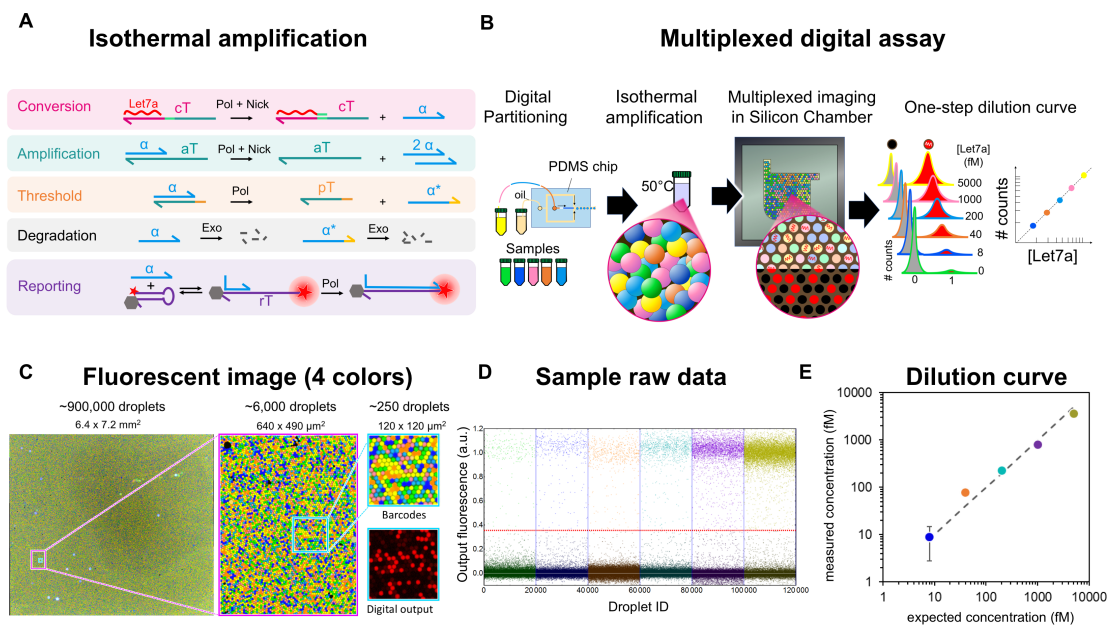 A
Isothermal amplification
Conversion
Let7a
cT
Pol + Nick
cT
+
α
Amplification
α
aT
Pol + Nick
aT
+
2 α
Threshold
α
Pol
pT
+
α*
Degradation
α
Exo
α*
Exo
Reporting
α
+
rT
Pol
B
Multiplexed digital assay
Digital
Partitioning
Isothermal
amplification
Multiplexed imaging
in Silicon Chamber
One-step dilution curve
PDMS chip
oil
Samples
50°C
[Let7a]
(fM)
5000
1000
200
40
8
0
# counts
0
1
# counts
[Let7a]
C
Fluorescent image (4 colors)
~900,000 droplets
6.4 x 7.2 mm²
~6,000 droplets
640 x 490 µm²
~250 droplets
120 x 120 µm²
Barcodes
Digital output
D
Sample raw data
Output fluorescence (a.u.)
1.2
1.0
0.8
0.6
0.4
0.2
0.0
0
20000
40000
60000
80000
100000
120000
Droplet ID
E
Dilution curve
measured concentration (fM)
10000
1000
100
10
1
1
10
100
1000
10000
expected concentration (fM)